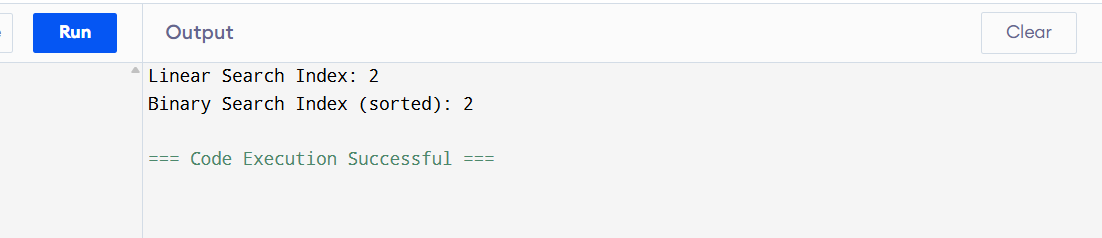 Run
Output
Clear
Linear Search Index: 2
Binary Search Index (sorted): 2
=== Code Execution Successful ===